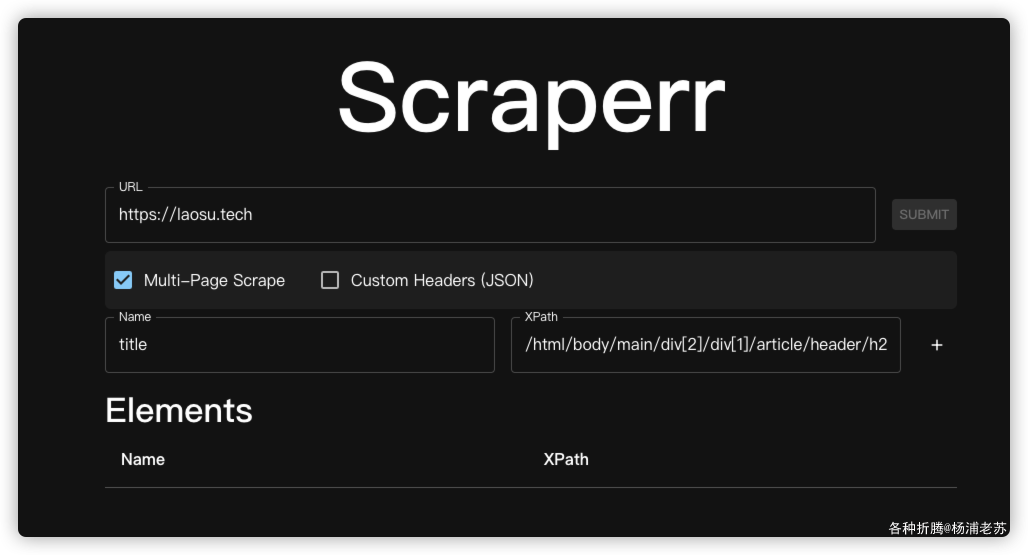 Scraperr
URL
https://laosu.tech
SUBMIT
Multi-Page Scrape
Custom Headers (JSON)
Name
XPath
title
/html/body/main/div[2]/div[1]/article/header/h2
+
Elements
Name
XPath
各种折腾@杨浦老苏